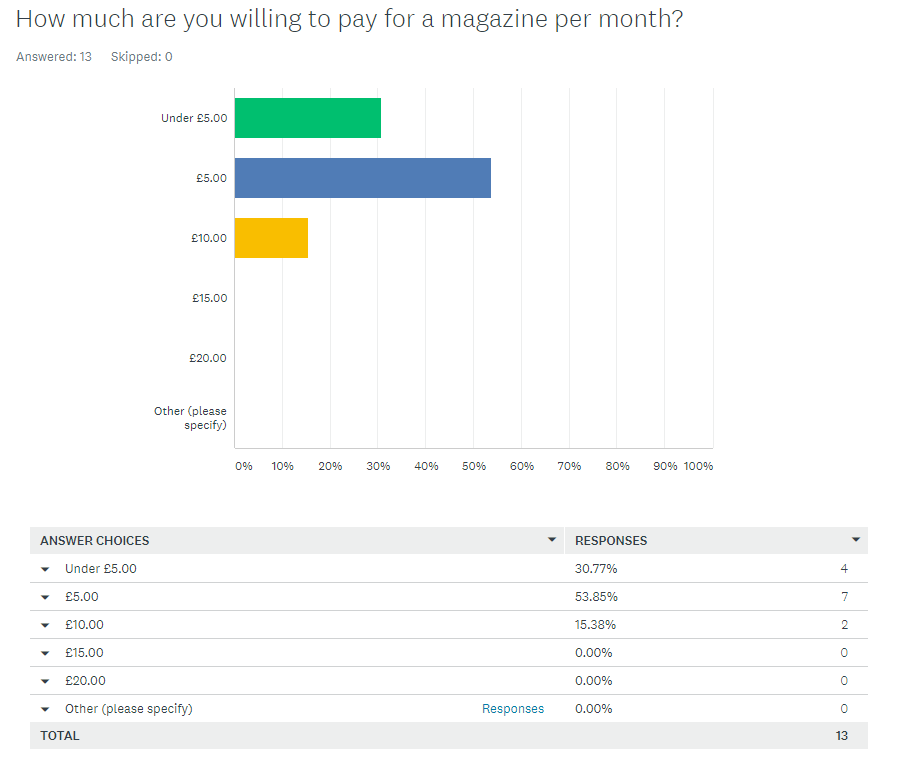 How much are you willing to pay for a magazine per month?
Answered: 13 Skipped: 0
Under £5.00
£5.00
£10.00
£15.00
£20.00
Other (please
specify)
0% 10% 20% 30% 40% 50% 60% 70% 80% 90% 100%
ANSWER CHOICES RESPONSES
Under £5.00 30.77% 4
£5.00 53.85% 7
£10.00 15.38% 2
£15.00 0.00% 0
£20.00 0.00% 0
Other (please specify) Responses 0.00% 0
TOTAL 13